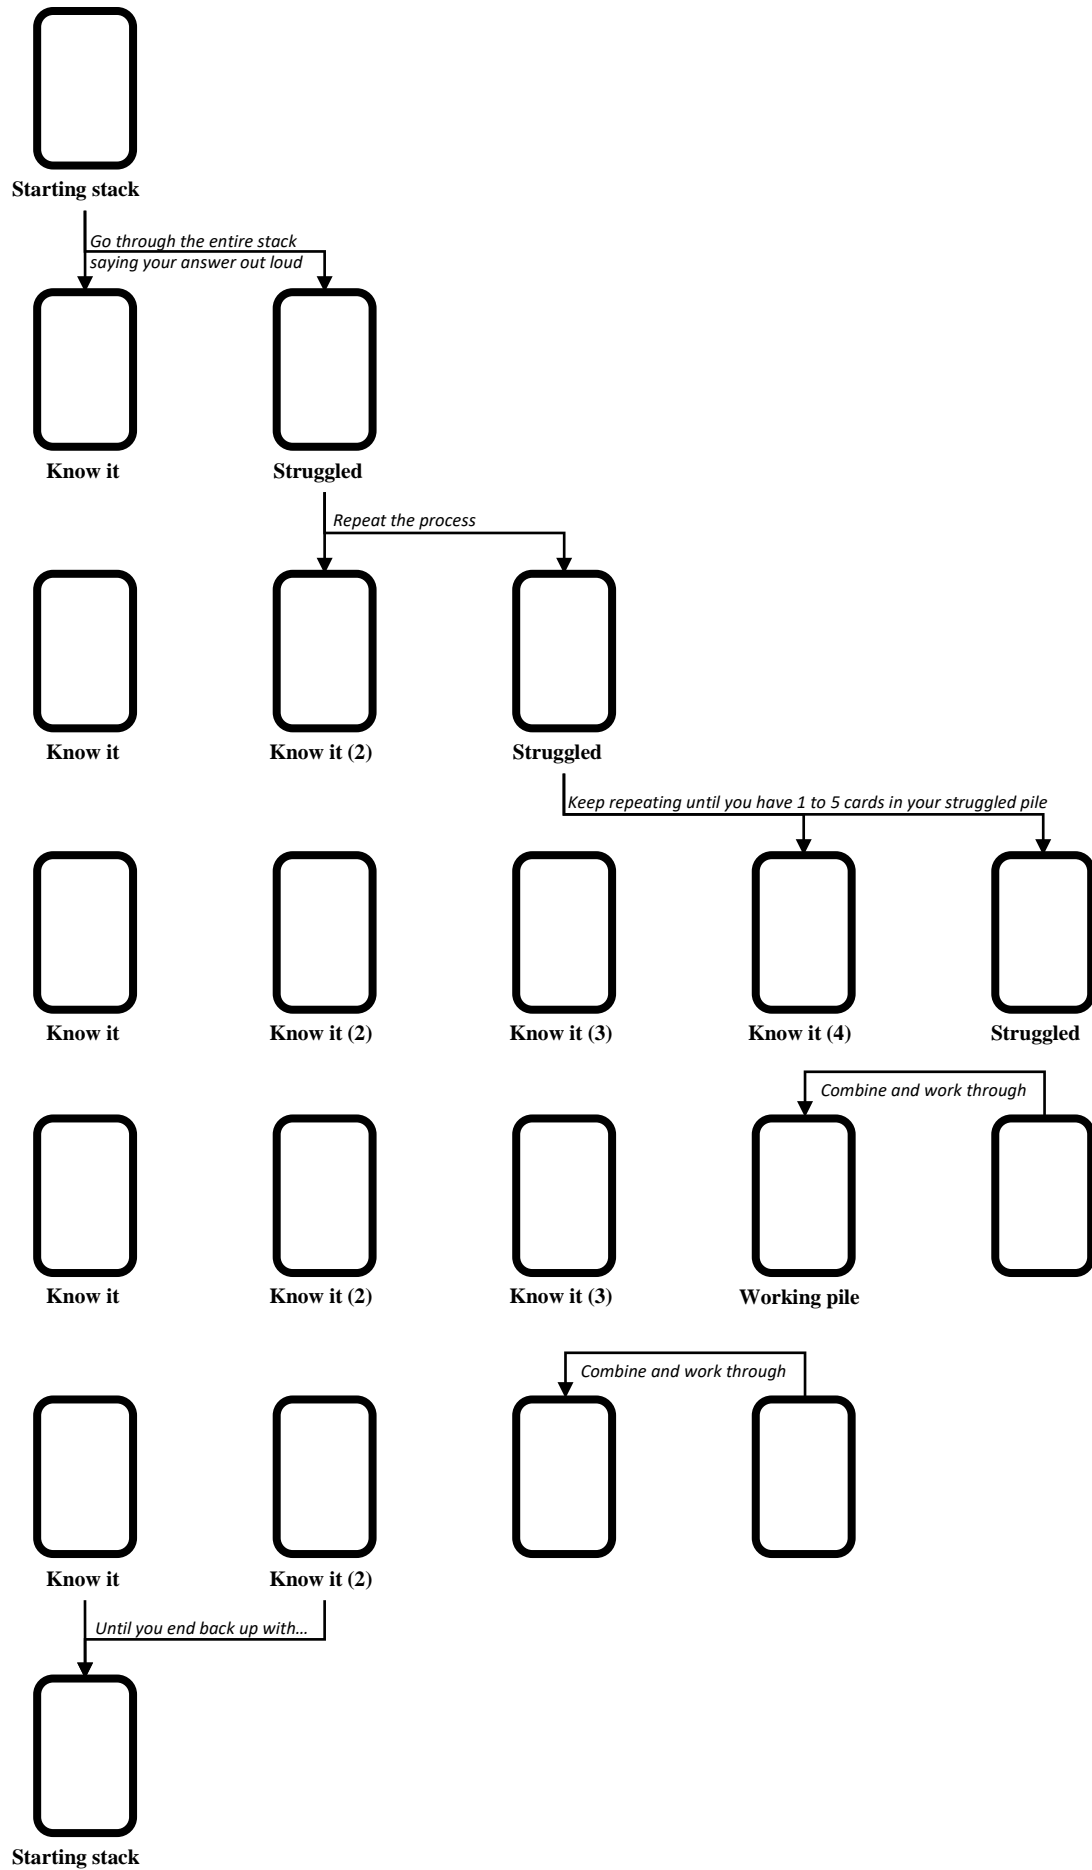 Starting stack
Go through the entire stack
saying your answer out loud
Know it
Struggled
Repeat the process
Know it
Know it (2)
Struggled
Keep repeating until you have 1 to 5 cards in your struggled pile
Know it
Know it (2)
Know it (3)
Know it (4)
Struggled
Combine and work through
Know it
Know it (2)
Know it (3)
Working pile
Combine and work through
Know it
Know it (2)
Until you end back up with…
Starting stack